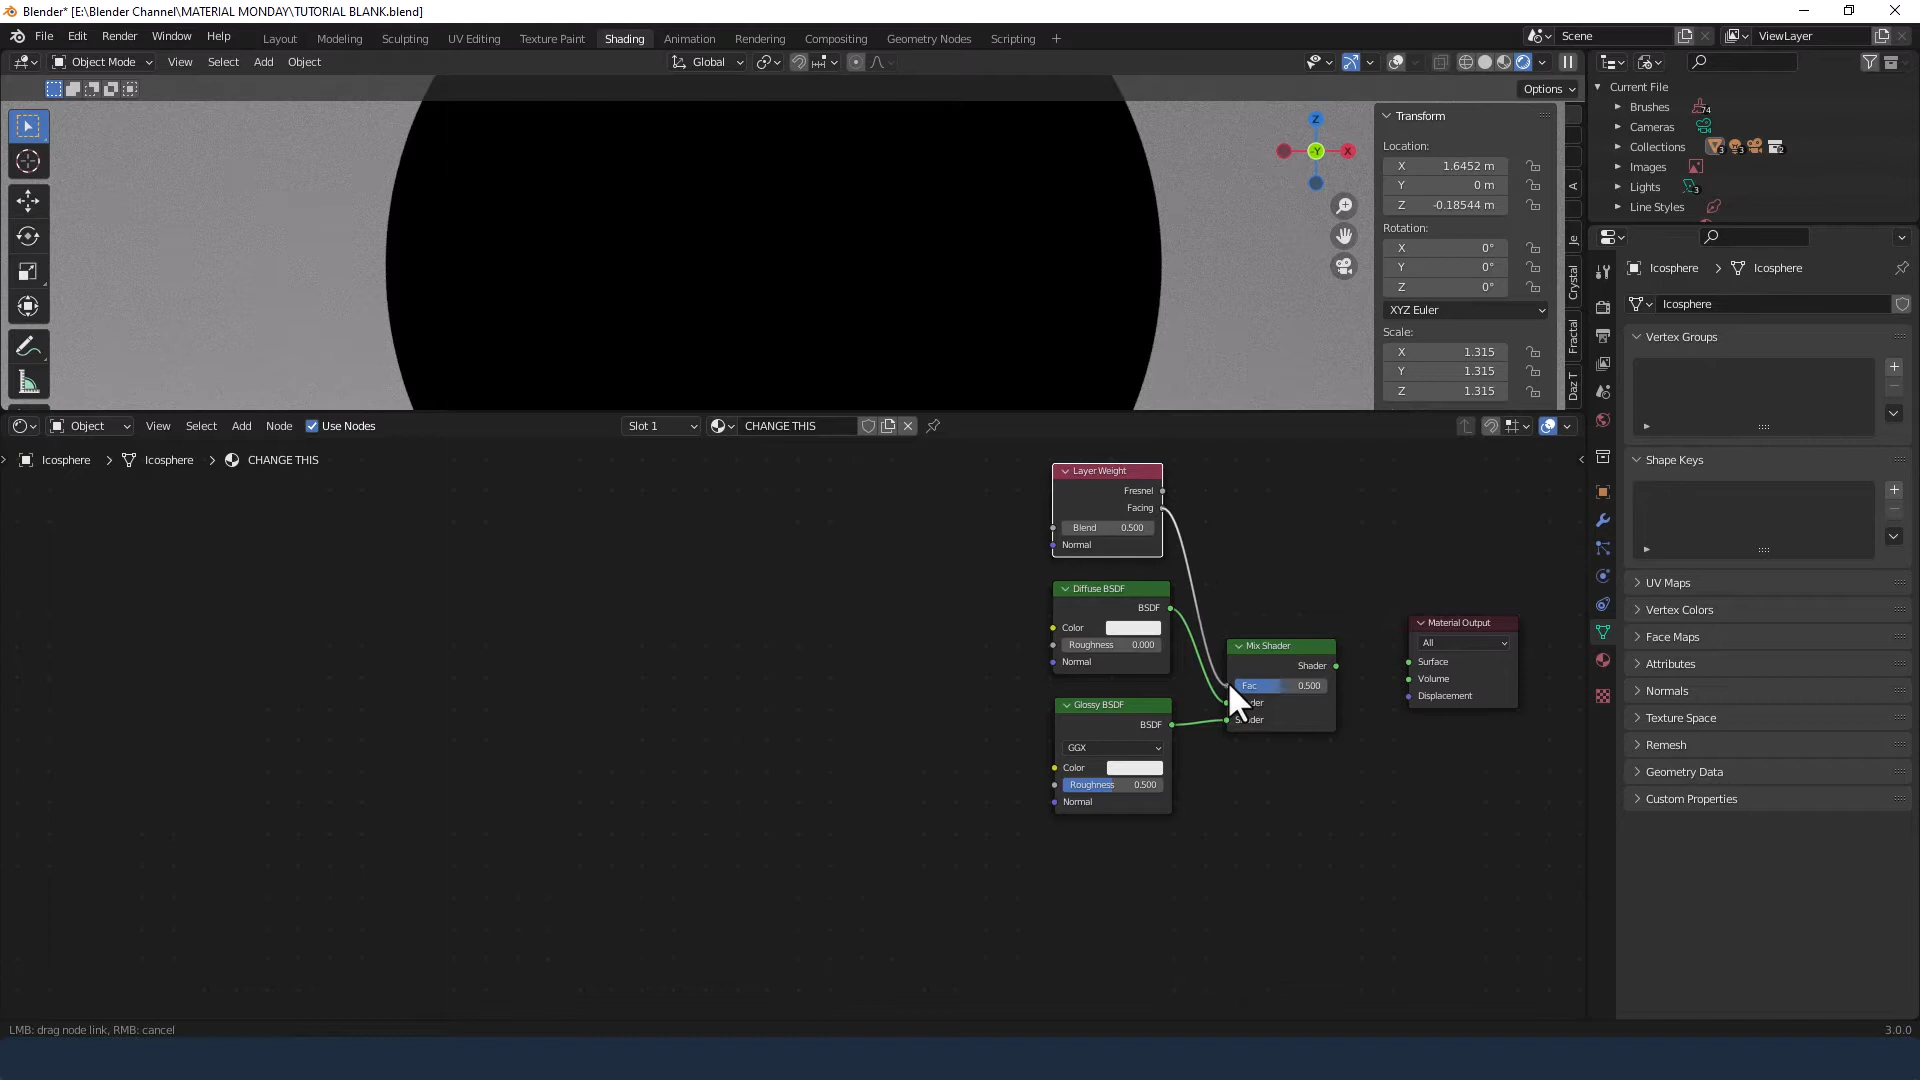 Blender* [E:\Blender Channel\MATERIAL MONDAY\TUTORIAL BLANK.blend]
File Edit Render Window Help Layout Modeling Sculpting UV Editing Texture Paint Shading Animation Rendering Compositing Geometry Nodes Scripting + Scene ViewLayer
Object Mode View Select Add Object Global
Options
Transform
Location:
X 1.6452 m
Y 0 m
Z -0.18544 m
Rotation:
X 0°
Y 0°
Z 0°
XYZ Euler
Scale:
X 1.315
Y 1.315
Z 1.315
Z
-Y
X
A
Je
Crystal
Fractal
Daz T
Current File
Brushes 74
Cameras
Collections 3 3 2
Images
Lights 3
Line Styles
Icosphere > Icosphere
Icosphere
Vertex Groups
Shape Keys
UV Maps
Vertex Colors
Face Maps
Attributes
Normals
Texture Space
Remesh
Geometry Data
Custom Properties
Object View Select Add Node Use Nodes Slot 1 CHANGE THIS
Icosphere > Icosphere > CHANGE THIS
Layer Weight
Fresnel
Facing
Blend 0.500
Normal
Diffuse BSDF
BSDF
Color
Roughness 0.000
Normal
Glossy BSDF
BSDF
GGX
Color
Roughness 0.500
Normal
Mix Shader
Shader
Fac 0.500
Material Output
All
Surface
Volume
Displacement
LMB: drag node link, RMB: cancel
3.0.0